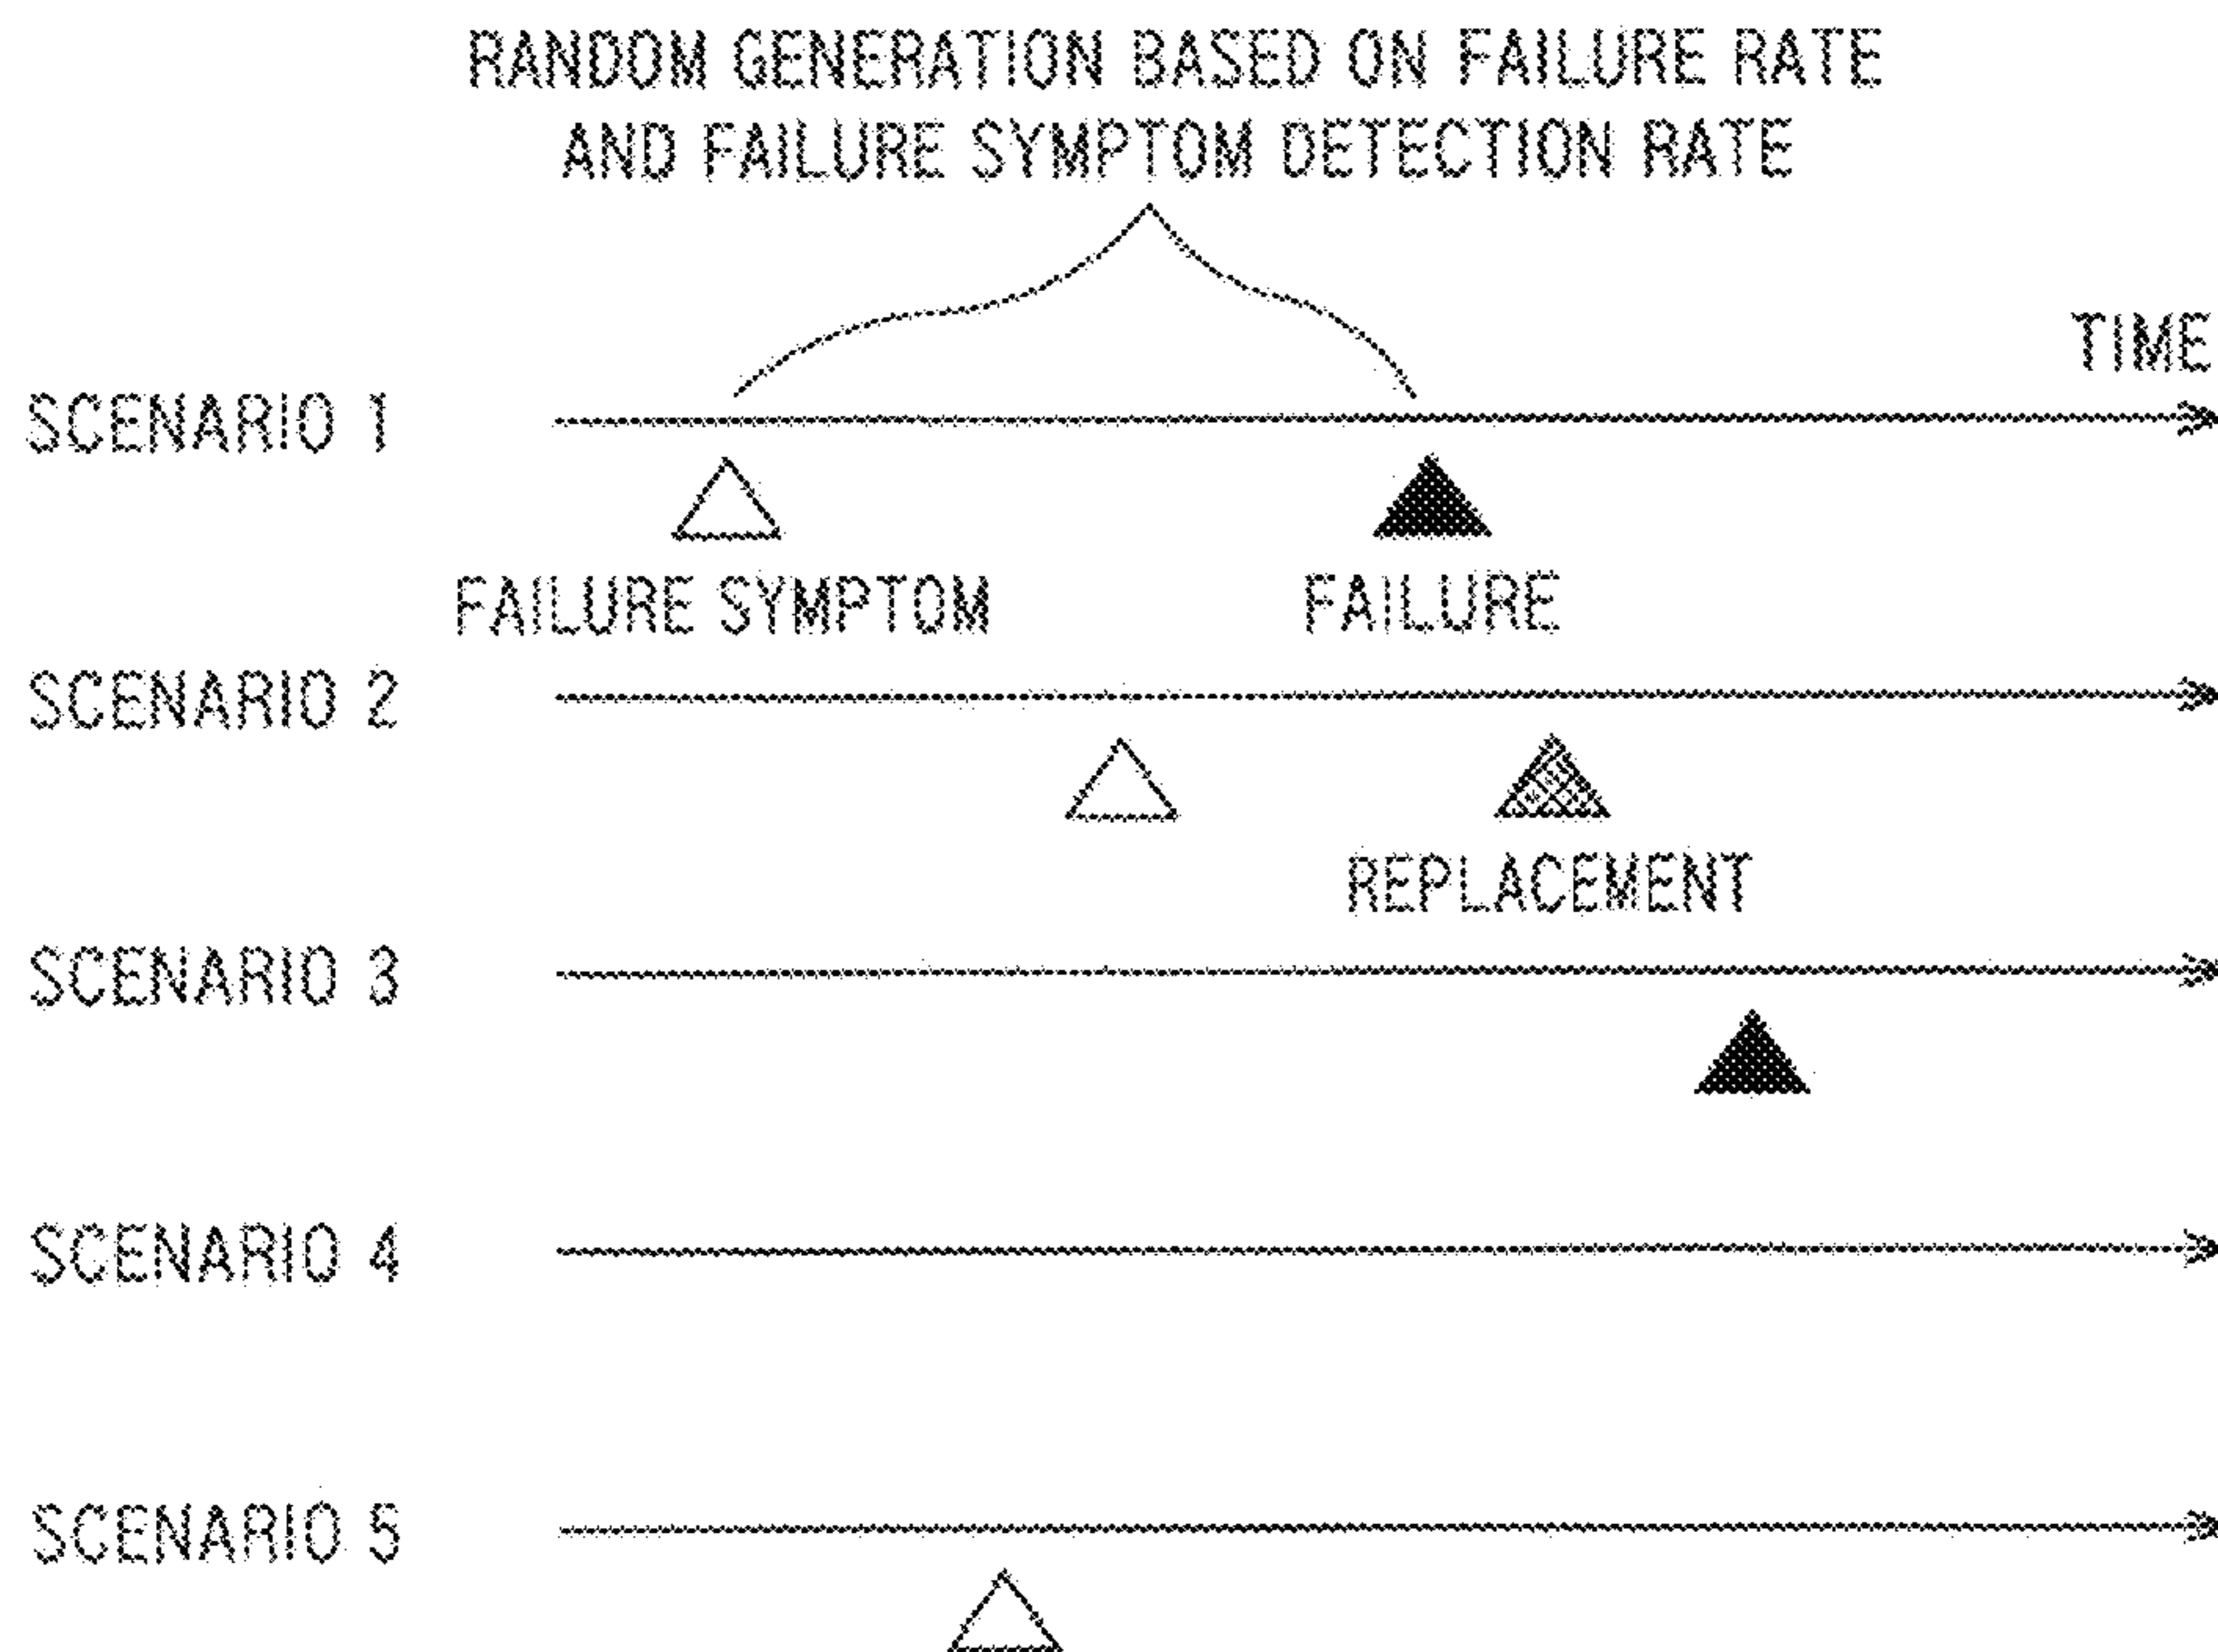 RANDOM GENERATION BASED ON FAILURE RATE
AND FAILURE SYMPTOM DETECTION RATE
TIME
SCENARIO 1
FAILURE SYMPTOM
FAILURE
SCENARIO 2
REPLACEMENT
SCENARIO 3
SCENARIO 4
SCENARIO 5